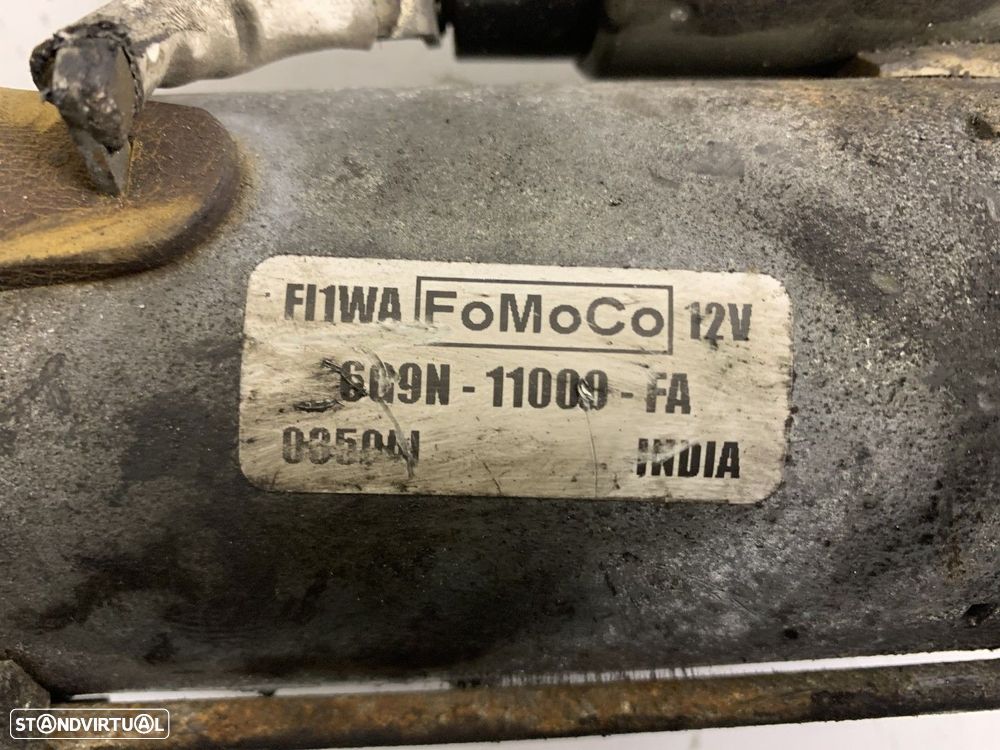 FI1WA FoMoCo 12V
6G9N - 11000 - FA
INDIA
STANDVIRTUAL